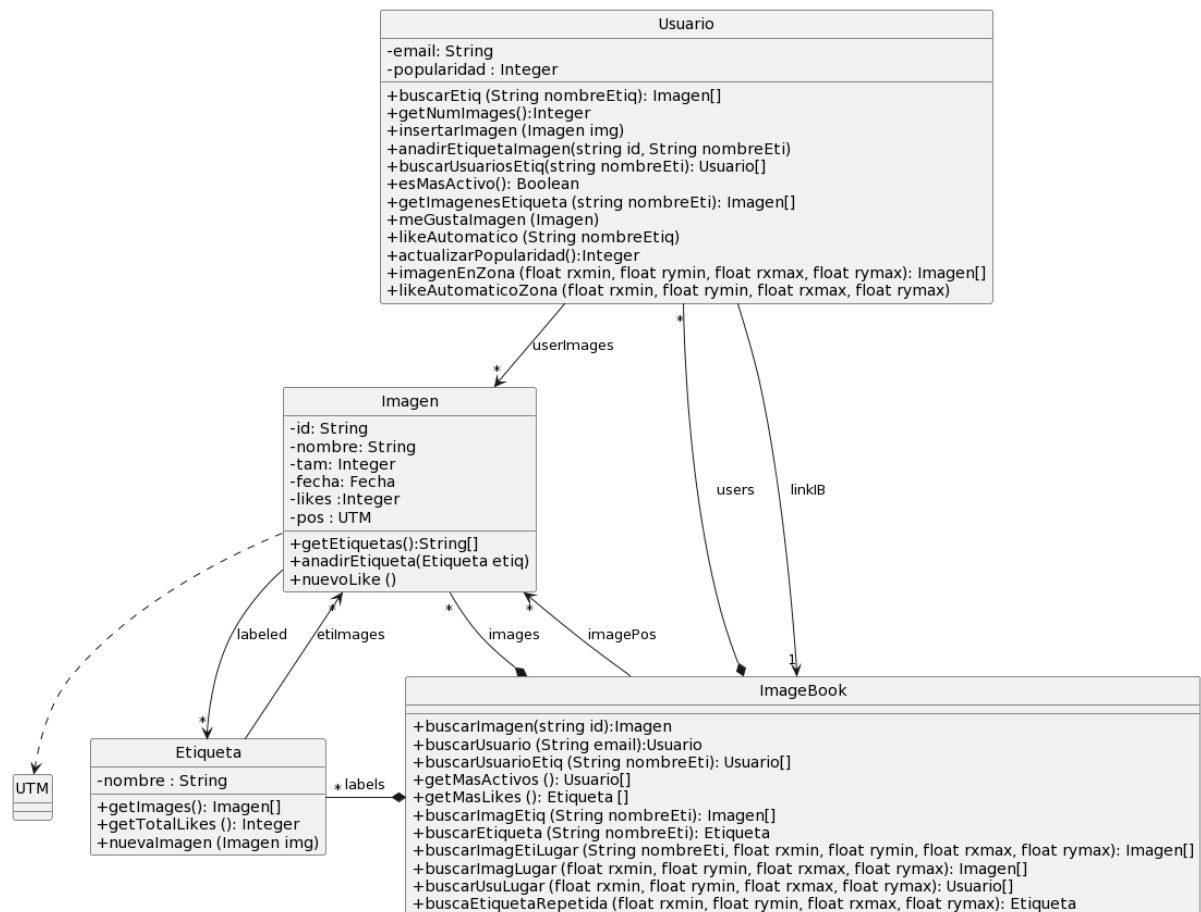 Usuario
-email: String
-popularidad : Integer
+buscarEtiq (String nombreEtiq): Imagen[]
+getNumImages():Integer
+insertarImagen (Imagen img)
+anadirEtiquetaImagen(string id, String nombreEti)
+buscarUsuariosEtiq(string nombreEti): Usuario[]
+esMasActivo(): Boolean
+getImagenesEtiqueta (string nombreEti): Imagen[]
+meGustaImagen (Imagen)
+likeAutomatico (String nombreEtiq)
+actualizarPopularidad():Integer
+imagenEnZona (float rxmin, float rymin, float rxmax, float rymax): Imagen[]
+likeAutomaticoZona (float rxmin, float rymin, float rxmax, float rymax)
*
userImages
*
Imagen
-id: String
-nombre: String
-tam: Integer
-fecha: Fecha
-likes :Integer
-pos : UTM
+getEtiquetas():String[]
+anadirEtiqueta(Etiqueta etiq)
+nuevoLike ()
users
linkIB
* * *
labeled
etiImages
images
imagePos
1
*
ImageBook
+buscarImagen(string id):Imagen
+buscarUsuario (String email):Usuario
+buscarUsuarioEtiq (String nombreEti): Usuario[]
+getMasActivos (): Usuario[]
+getMasLikes (): Etiqueta []
+buscarImagEtiq (String nombreEti): Imagen[]
+buscarEtiqueta (String nombreEti): Etiqueta
+buscarImagEtiLugar (String nombreEti, float rxmin, float rymin, float rxmax, float rymax): Imagen[]
+buscarImagLugar (float rxmin, float rymin, float rxmax, float rymax): Imagen[]
+buscarUsuLugar (float rxmin, float rymin, float rxmax, float rymax): Usuario[]
+buscaEtiquetaRepetida (float rxmin, float rymin, float rxmax, float rymax): Etiqueta
Etiqueta
-nombre : String
+getImages(): Imagen[]
+getTotalLikes (): Integer
+nuevaImagen (Imagen img)
* labels
UTM